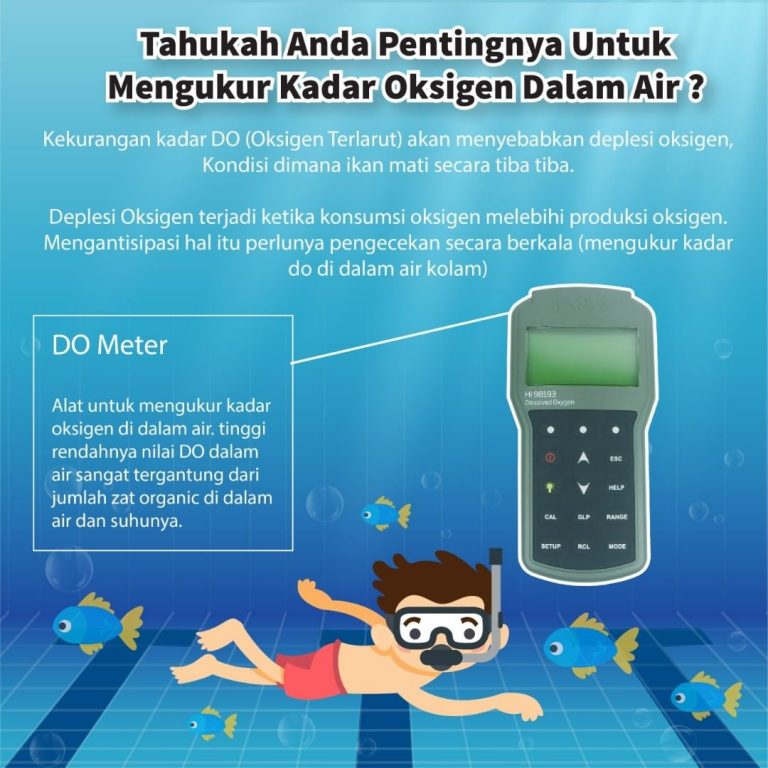 Tahukah Anda Pentingnya Untuk
Mengukur Kadar Oksigen Dalam Air ?
Kekurangan kadar DO (Oksigen Terlarut) akan menyebabkan deplesi oksigen,
Kondisi dimana ikan mati secara tiba tiba.
Deplesi Oksigen terjadi ketika konsumsi oksigen melebihi produksi oksigen.
Mengantisipasi hal itu perlunya pengecekan secara berkala (mengukur kadar
do di dalam air kolam)
DO Meter
Alat untuk mengukur kadar
oksigen di dalam air. tinggi
rendahnya nilai DO dalam
air sangat tergantung dari
jumlah zat organic di dalam
air dan suhunya.
HANNA
HI 98193
Dissolved Oxygen
ESC
HELP
CAL GLP RANGE
SETUP RCL MODE